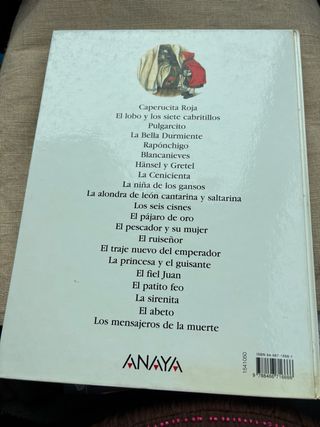 Caperucita Roja
El lobo y los siete cabritillos
Pulgarcito
La Bella Durmiente
Rapónchigo
Blancanieves
Hänsel y Gretel
La Cenicienta
La niña de los gansos
La alondra de león cantarina y saltarina
Los seis cisnes
El pájaro de oro
El pescador y su mujer
El ruiseñor
El traje nuevo del emperador
La princesa y el guisante
El fiel Juan
El patito feo
La sirenita
El abeto
Los mensajeros de la muerte
ANAYA
1541050